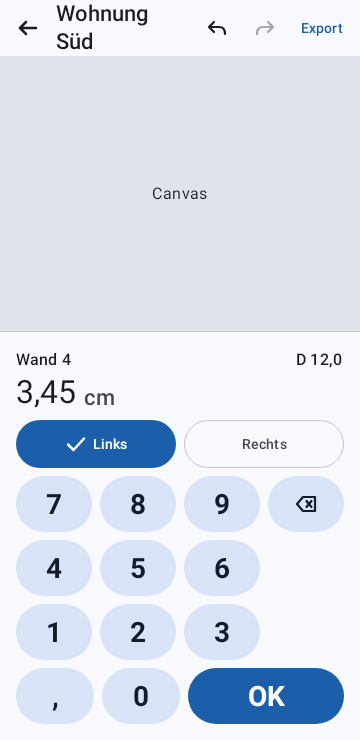 Wohnung
Süd
Export
Canvas
Wand 4
D 12,0
3,45 cm
Links
Rechts
7 8 9
4 5 6
1 2 3
, 0 OK